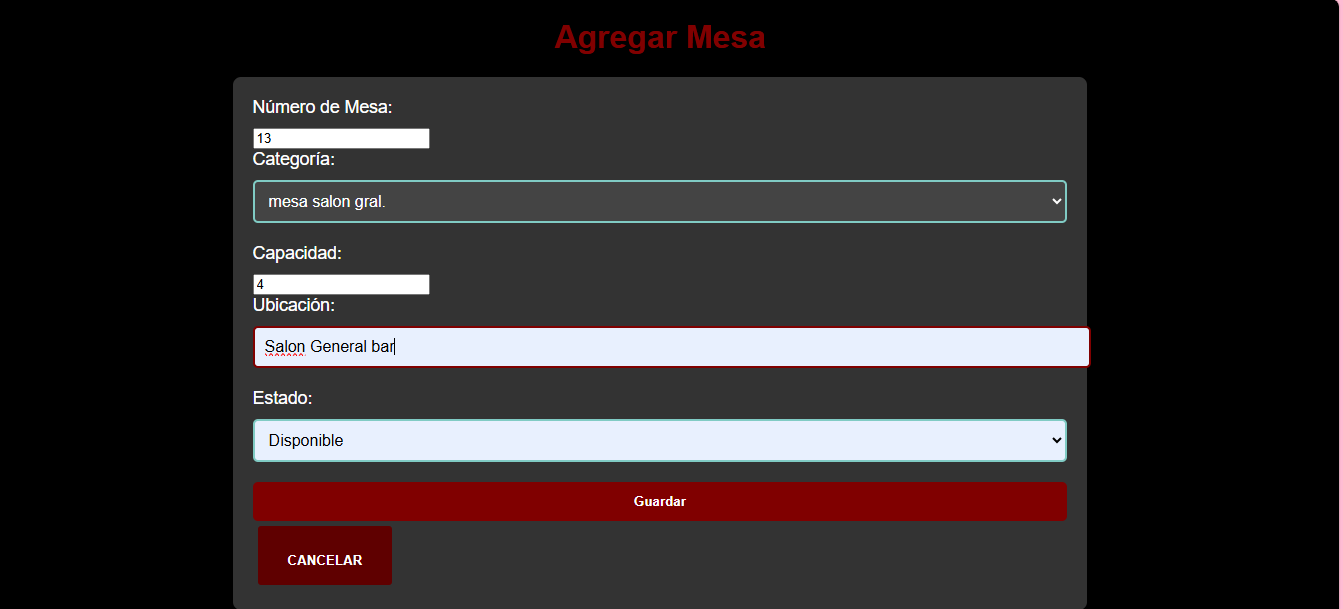 Agregar Mesa
Número de Mesa:
13
Categoría:
mesa salon gral.
Capacidad:
4
Ubicación:
Salon General bar
Estado:
Disponible
Guardar
CANCELAR